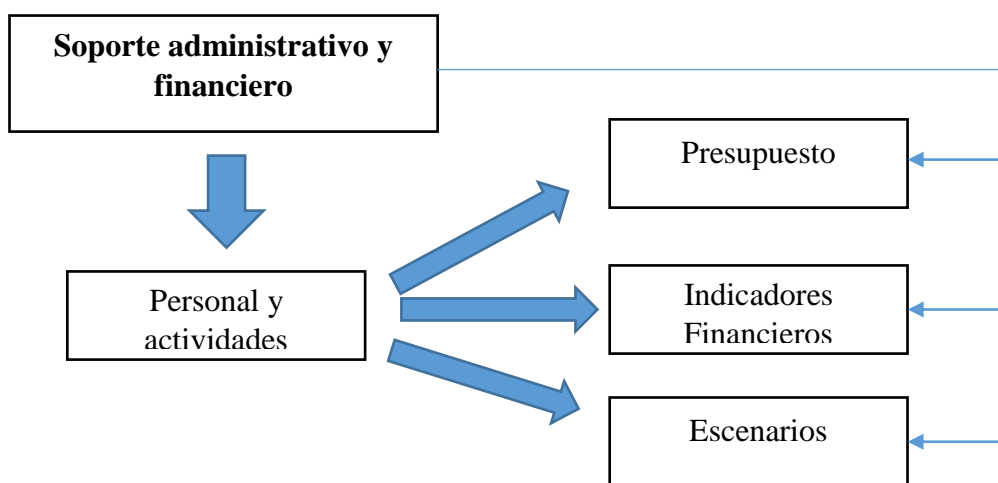 Soporte administrativo y
financiero
Presupuesto
Personal y
actividades
Indicadores
Financieros
Escenarios